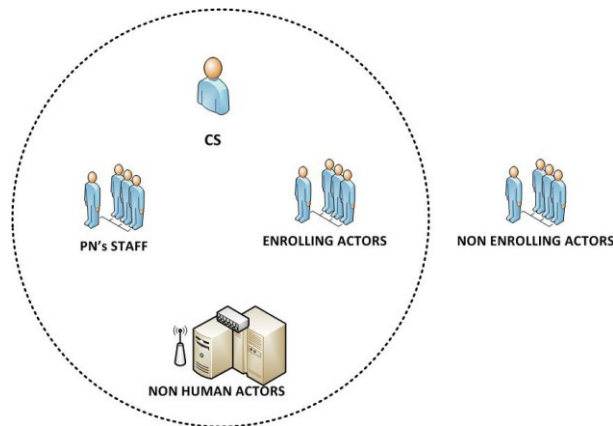 CS
PN's STAFF
ENROLLING ACTORS
NON ENROLLING ACTORS
NON HUMAN ACTORS